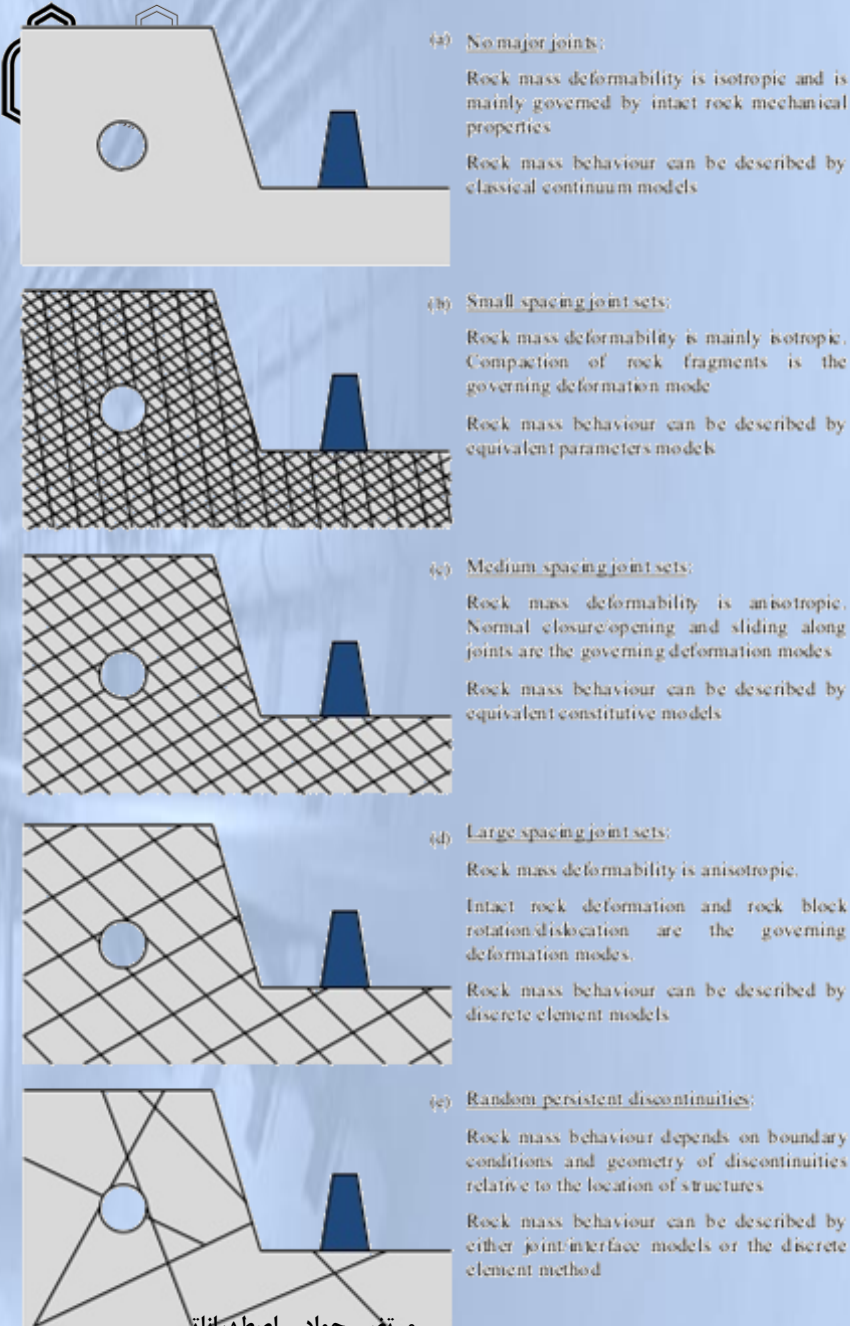 (a) No major joints:
Rock mass deformability is isotropic and is
mainly governed by intact rock mechanical
properties
Rock mass behaviour can be described by
classical continuum models
(b) Small spacing joint sets:
Rock mass deformability is mainly isotropic.
Compaction of rock fragments is the
governing deformation mode
Rock mass behaviour can be described by
equivalent parameters models
(c) Medium spacing joint sets:
Rock mass deformability is anisotropic.
Normal closure/opening and sliding along
joints are the governing deformation modes
Rock mass behaviour can be described by
equivalent constitutive models
(d) Large spacing joint sets:
Rock mass deformability is anisotropic.
Intact rock deformation and rock block
rotation/dislocation are the governing
deformation modes.
Rock mass behaviour can be described by
discrete element models
(e) Random persistent discontinuities:
Rock mass behaviour depends on boundary
conditions and geometry of discontinuities
relative to the location of structures
Rock mass behaviour can be described by
either joint/interface models or the discrete
element method